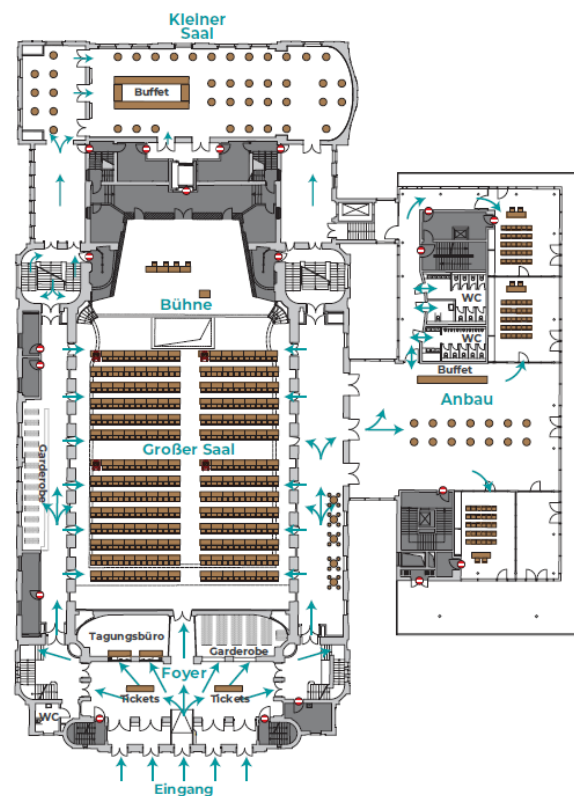 Kleiner
Saal
Buffet
Bühne
WC
WC
Buffet
Anbau
Großer Saal
Garderobe
Tagungsbüro
Garderobe
Foyer
Tickets
Tickets
WC
Eingang